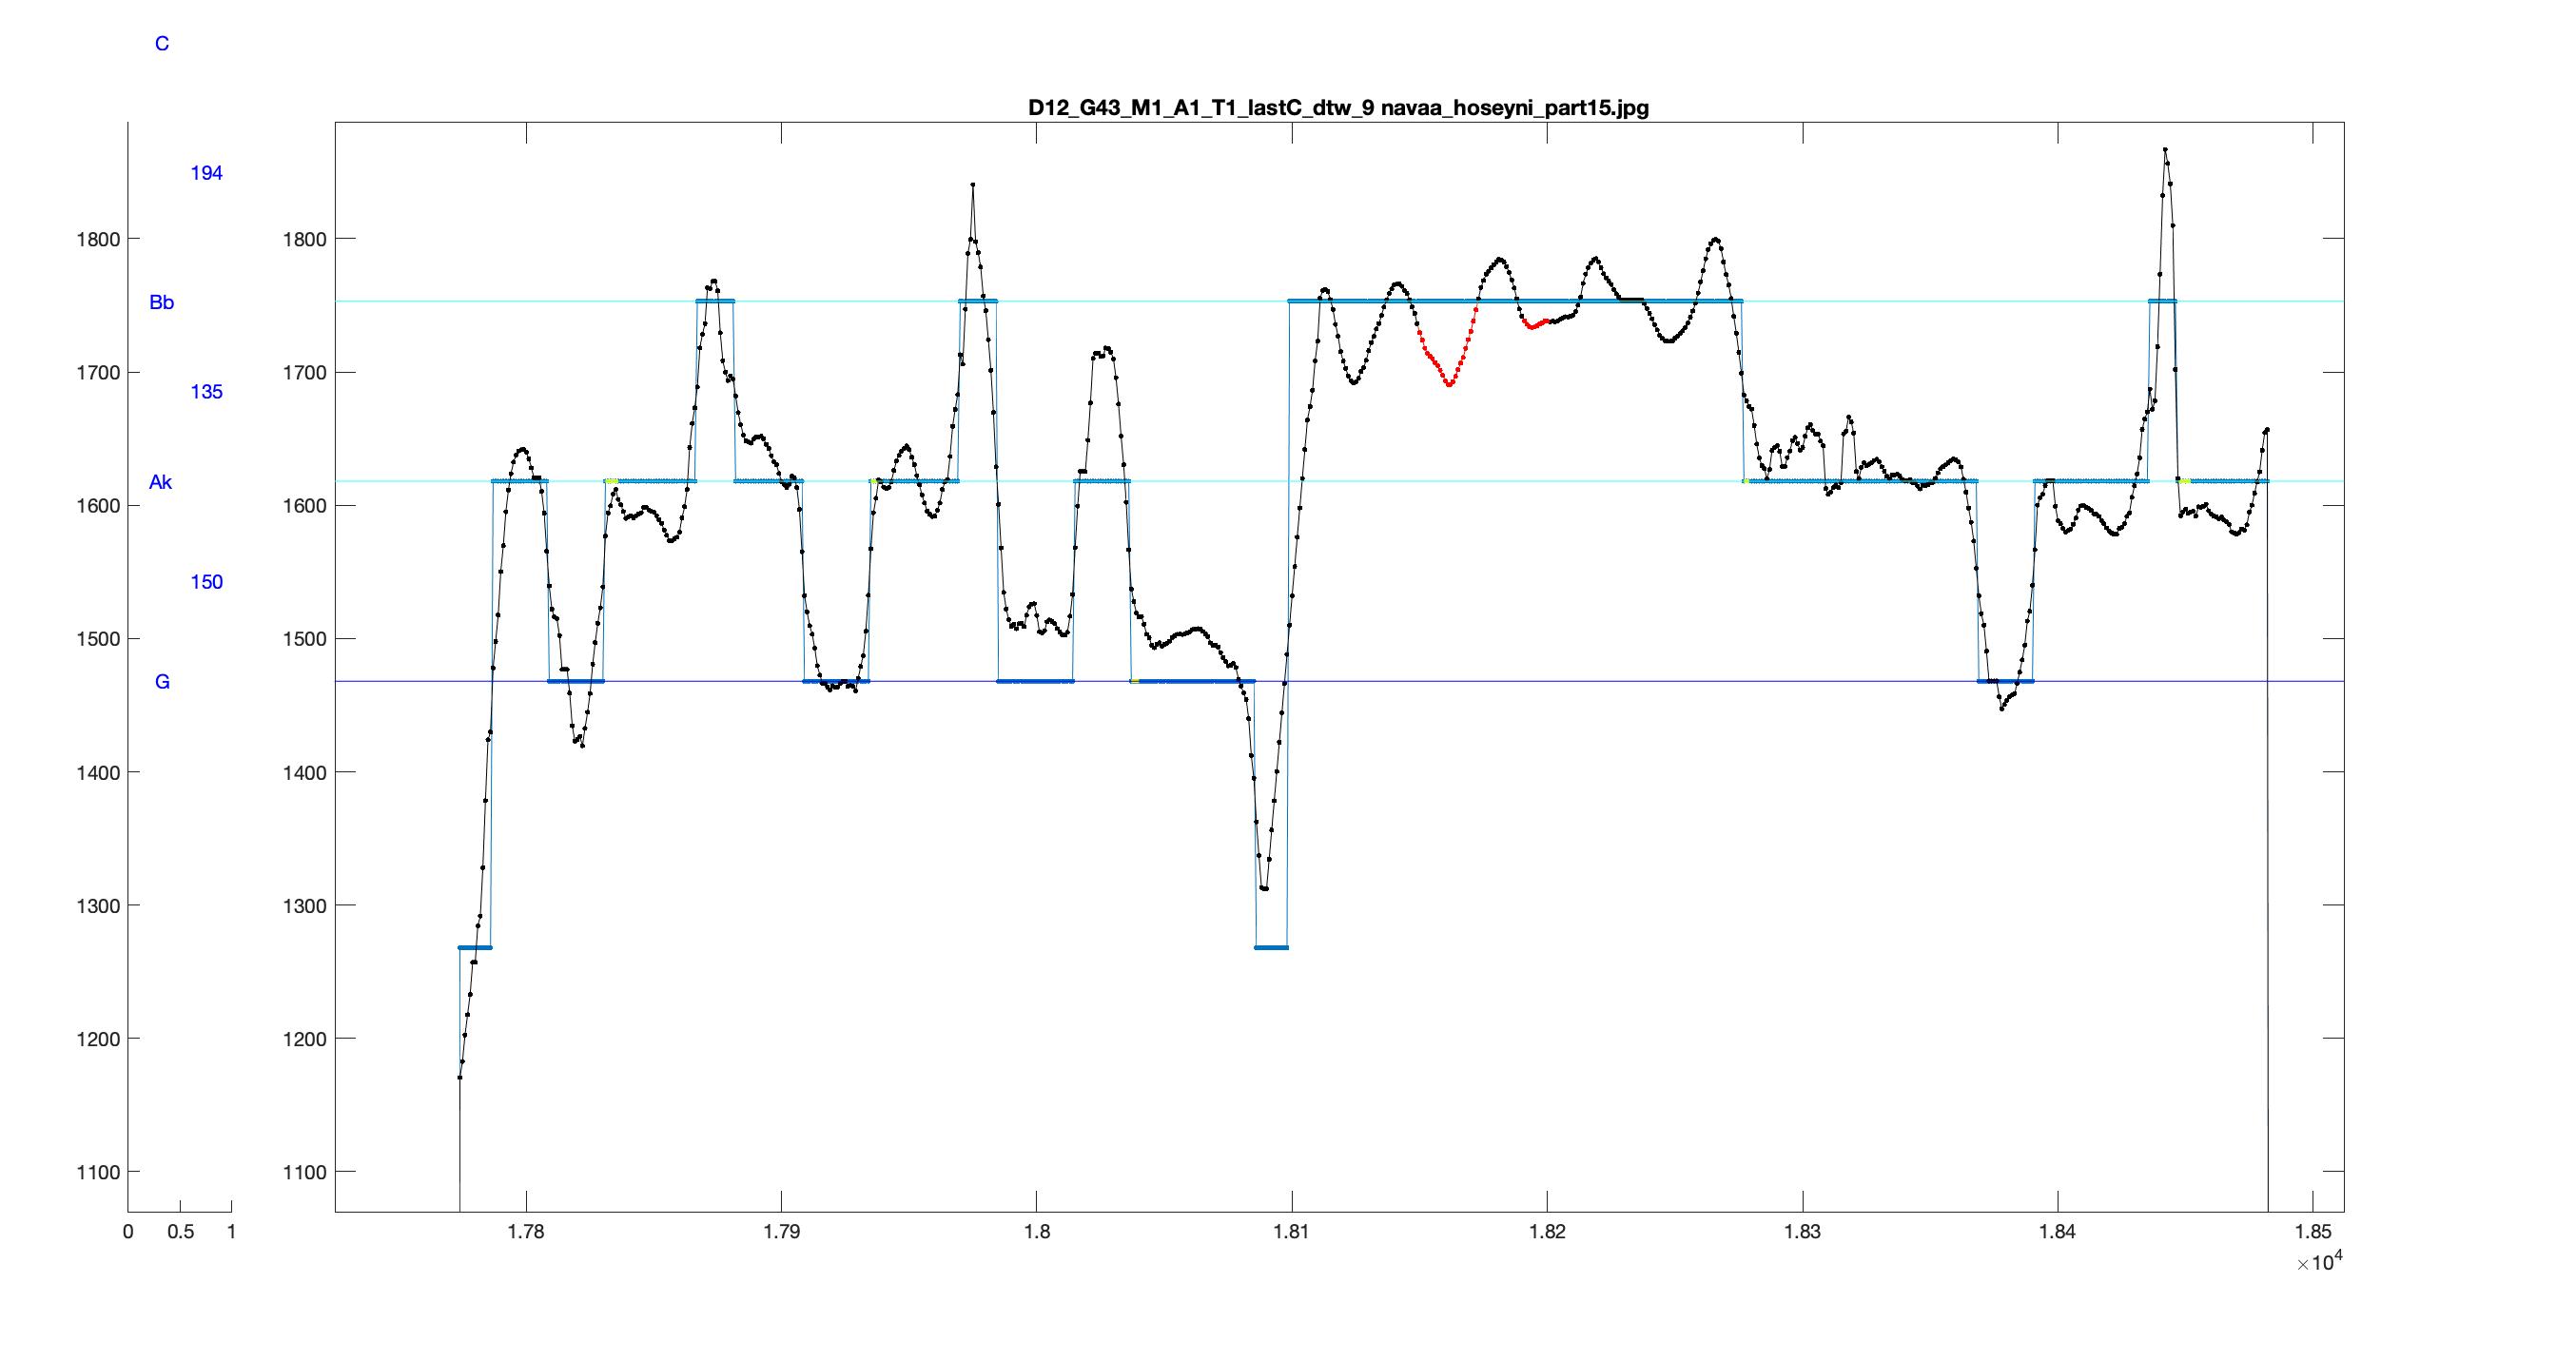 C
D12_G43_M1_A1_T1_lastC_dtw_9 navaa_hoseyni_part15.jpg
194
1800 1800
Bb
1700 1700
135
Ak
1600 1600
150
1500 1500
G
1400 1400
1300 1300
1200 1200
1100 1100
0 0.5 1 1.78 1.79 1.8 1.81 1.82 1.83 1.84 1.85
×10^4